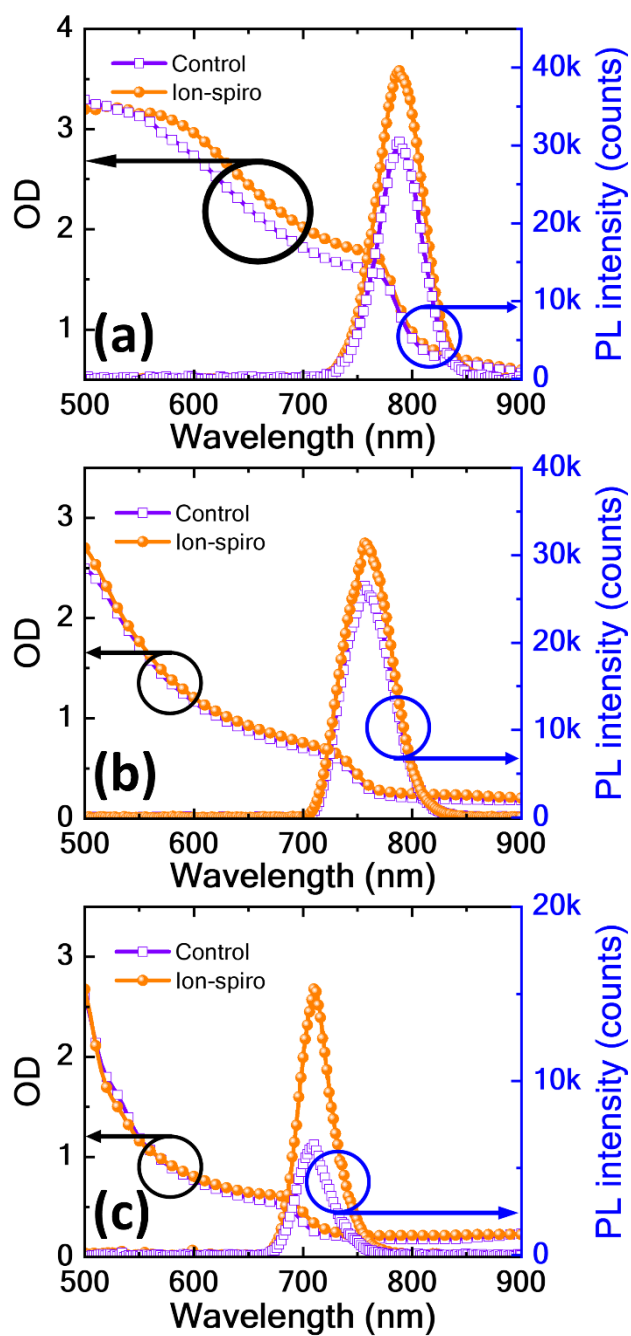 4
3
2
1
OD
Control
Ion-spiro
(a)
40k
30k
20k
10k
0
PL intensity (counts)
500 600 700 800 900
Wavelength (nm)
3
2
1
0
OD
Control
Ion-spiro
(b)
40k
30k
20k
10k
0
PL intensity (counts)
500 600 700 800 900
Wavelength (nm)
3
2
1
0
OD
Control
Ion-spiro
(c)
20k
10k
0
PL intensity (counts)
500 600 700 800 900
Wavelength (nm)